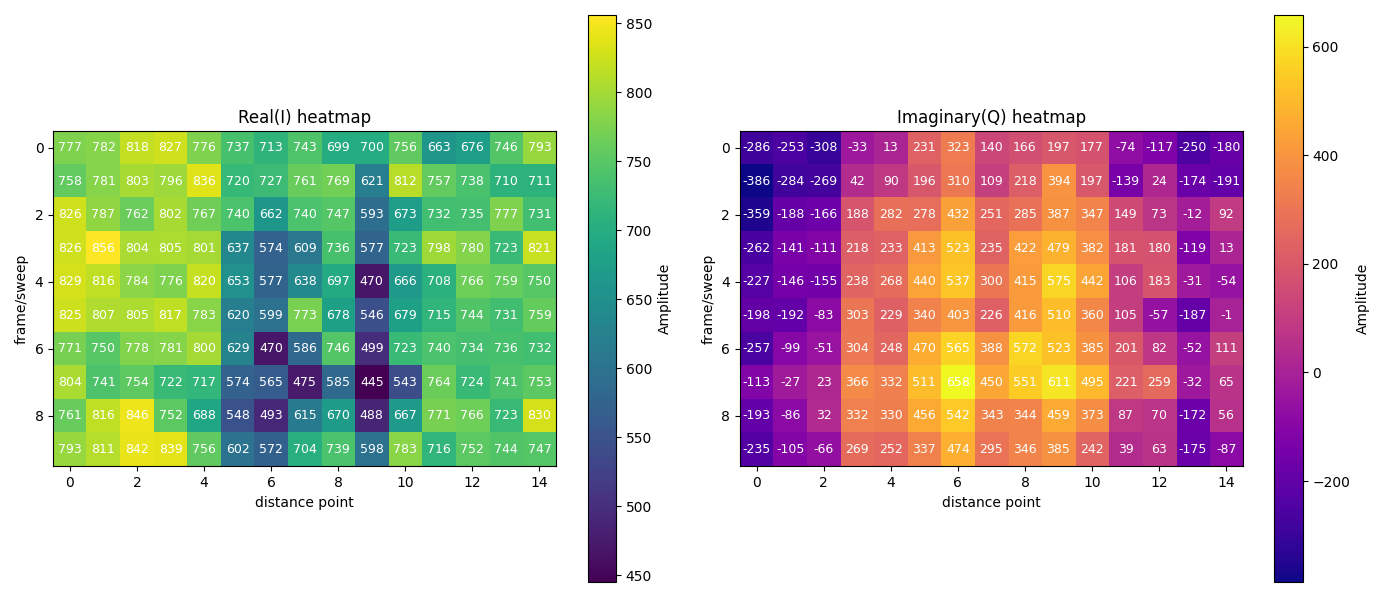 Real(I) heatmap
0 777 782 818 827 776 737 713 743 699 700 756 663 676 746 793
758 781 803 796 836 720 727 761 769 621 812 757 738 710 711
2 826 787 762 802 767 740 662 740 747 593 673 732 735 777 731
826 856 804 805 801 637 574 609 736 577 723 798 780 723 821
4 829 816 784 776 820 653 577 638 697 470 666 708 766 759 750
825 807 805 817 783 620 599 773 678 546 679 715 744 731 759
6 771 750 778 781 800 629 470 586 746 499 723 740 734 736 732
804 741 754 722 717 574 565 475 585 445 543 764 724 741 753
8 761 816 846 752 688 548 493 615 670 488 667 771 766 723 830
793 811 842 839 756 602 572 704 739 598 783 716 752 744 747
0 2 4 6 8 10 12 14
distance point
frame/sweep
850
800
750
700
650
600
550
500
450
Amplitude
Imaginary(Q) heatmap
0 -286 -253 -308 -33 13 231 323 140 166 197 177 -74 -117 -250 -180
-386 -284 -269 42 90 196 310 109 218 394 197 -139 24 -174 -191
2 -359 -188 -166 188 282 278 432 251 285 387 347 149 73 -12 92
-262 -141 -111 218 233 413 523 235 422 479 382 181 180 -119 13
4 -227 -146 -155 238 268 440 537 300 415 575 442 106 183 -31 -54
-198 -192 -83 303 229 340 403 226 416 510 360 105 -57 -187 -1
6 -257 -99 -51 304 248 470 565 388 572 523 385 201 82 -52 111
-113 -27 23 366 332 511 658 450 551 611 495 221 259 -32 65
8 -193 -86 32 332 330 456 542 343 344 459 373 87 70 -172 56
-235 -105 -66 269 252 337 474 295 346 385 242 39 63 -175 -87
0 2 4 6 8 10 12 14
distance point
frame/sweep
600
400
200
0
−200
Amplitude